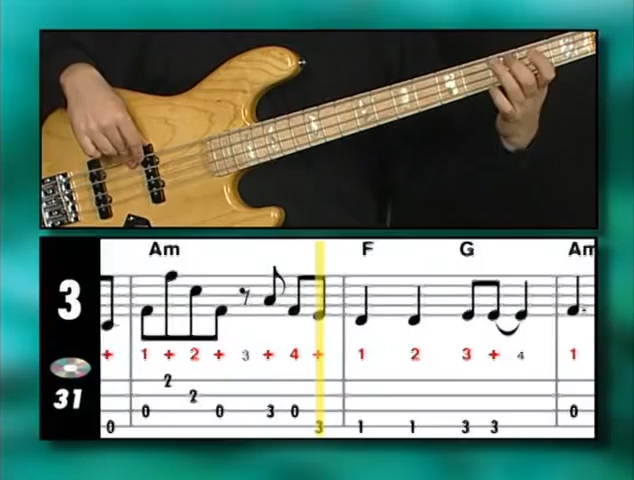 Am F G Am
3
+ 1 + 2 + 3 + 4 + 1 2 3 + 4 1
2
2
0 0 3 0 0
31
0 3 1 1 3 3